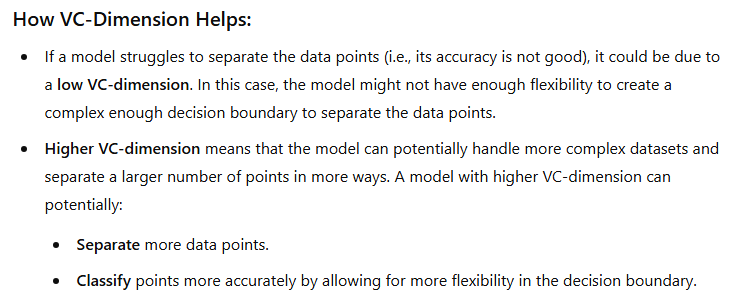 How VC-Dimension Helps:
• If a model struggles to separate the data points (i.e., its accuracy is not good), it could be due to
a low VC-dimension. In this case, the model might not have enough flexibility to create a
complex enough decision boundary to separate the data points.
• Higher VC-dimension means that the model can potentially handle more complex datasets and
separate a larger number of points in more ways. A model with higher VC-dimension can
potentially:
• Separate more data points.
• Classify points more accurately by allowing for more flexibility in the decision boundary.